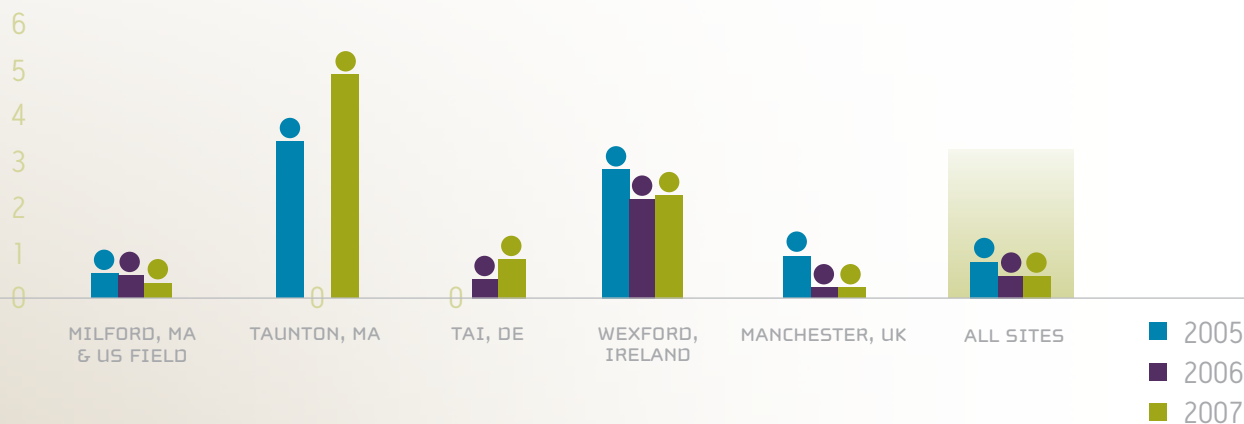 6
5
4
3
2
1
0
0
0
MILFORD, MA
& US FIELD
TAUNTON, MA
TAI, DE
WEXFORD,
IRELAND
MANCHESTER, UK
ALL SITES
2005
2006
2007